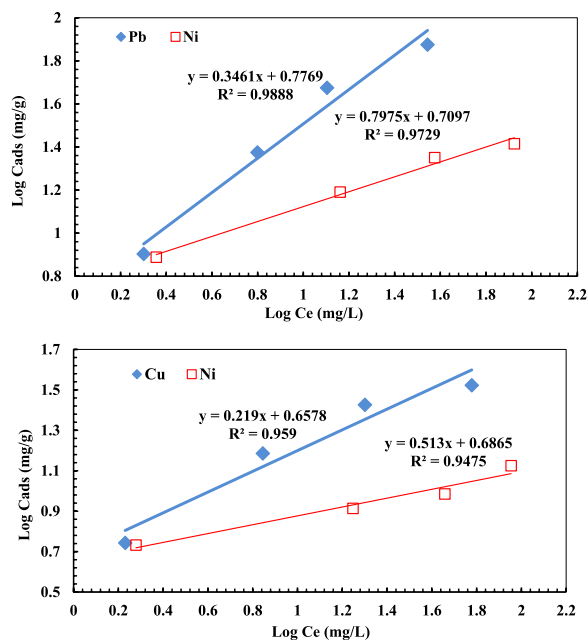 2
1.8
1.6
1.4
1.2
1
0.8
Log Cads (mg/g)
Pb Ni
y = 0.3461x + 0.7769
R² = 0.9888
y = 0.7975x + 0.7097
R² = 0.9729
0.2 0.4 0.6 0.8 1 1.2 1.4 1.6 1.8 2 2.2
Log Ce (mg/L)
1.7
1.5
1.3
1.1
0.9
0.7
0.5
Log Cads (mg/g)
Cu Ni
y = 0.219x + 0.6578
R² = 0.959
y = 0.513x + 0.6865
R² = 0.9475
0 0.2 0.4 0.6 0.8 1 1.2 1.4 1.6 1.8 2 2.2
Log Ce (mg/L)